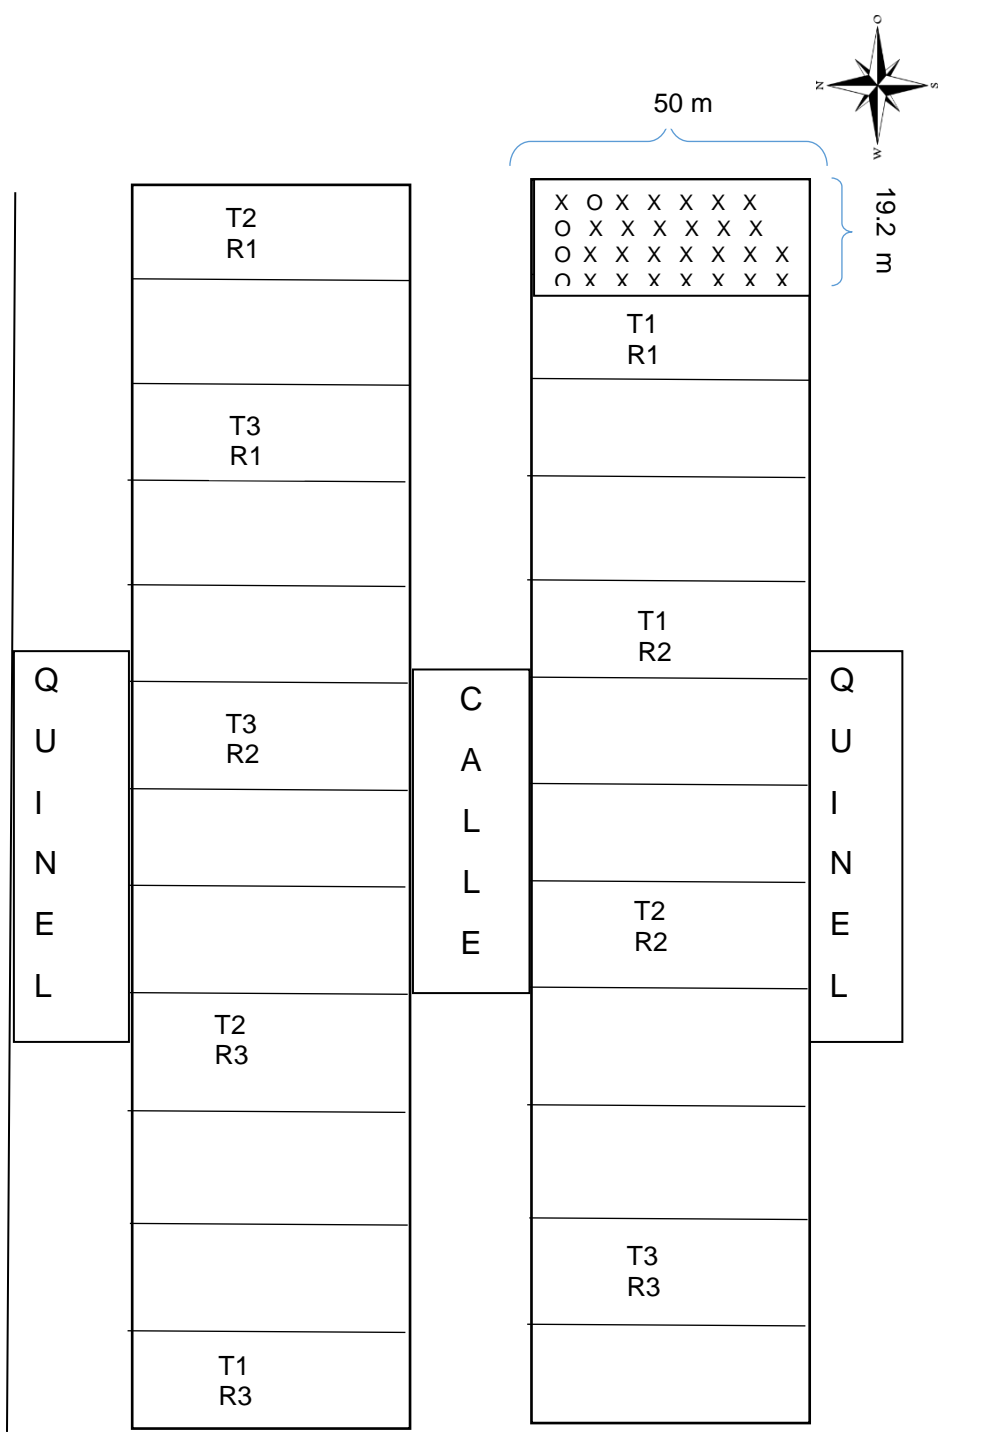 O
N
S
W
50 m
19.2 m
X O X X X X X
O X X X X X X
O X X X X X X X
O X X X X X X X
T2
R1
T1
R1
T3
R1
T1
R2
T3
R2
T2
R2
T2
R3
T3
R3
T1
R3
Q
U
I
N
E
L
C
A
L
L
E
Q
U
I
N
E
L